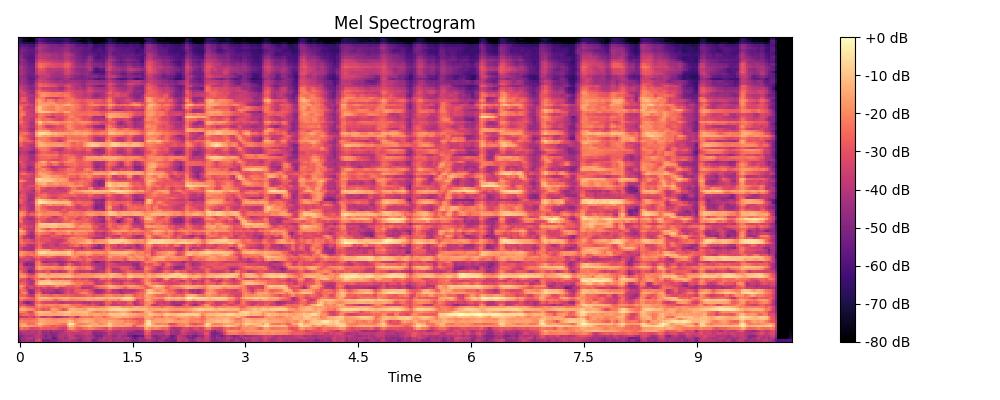 Mel Spectrogram
+0 dB
-10 dB
-20 dB
-30 dB
-40 dB
-50 dB
-60 dB
-70 dB
-80 dB
0 1.5 3 4.5 6 7.5 9
Time